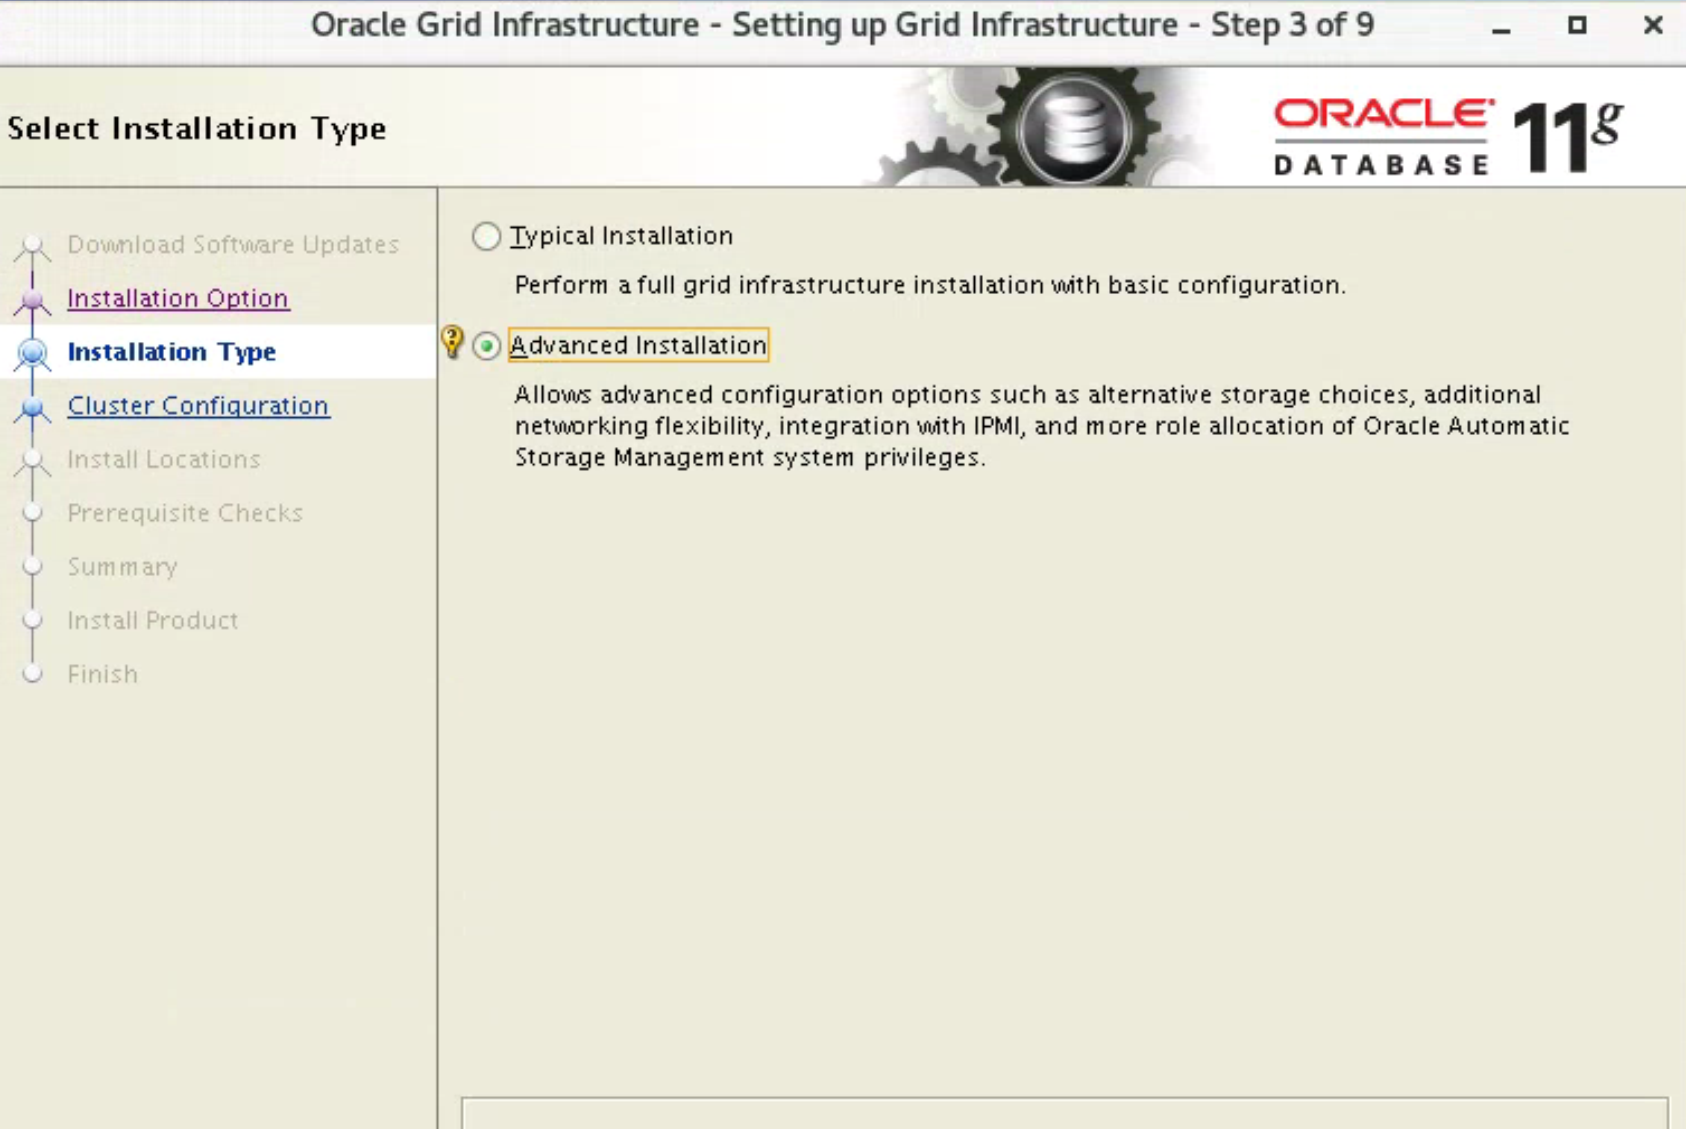 Oracle Grid Infrastructure - Setting up Grid Infrastructure - Step 3 of 9
Select Installation Type
ORACLE
DATABASE
11g
Download Software Updates
Installation Option
Installation Type
Cluster Configuration
Install Locations
Prerequisite Checks
Summary
Install Product
Finish
Typical Installation
Perform a full grid infrastructure installation with basic configuration.
Advanced Installation
Allows advanced configuration options such as alternative storage choices, additional
networking flexibility, integration with IPMI, and more role allocation of Oracle Automatic
Storage Management system privileges.